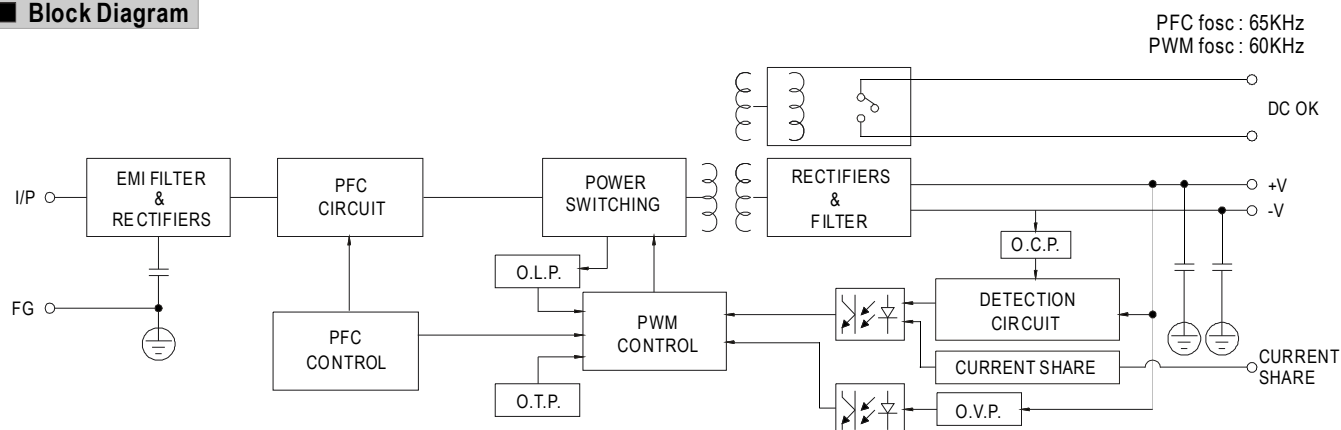 Block Diagram
PFC fosc : 65KHz
PWM fosc : 60KHz
DC OK
I/P
EMI FILTER
&
RECTIFIERS
PFC
CIRCUIT
POWER
SWITCHING
RECTIFIERS
&
FILTER
+V
-V
O.C.P.
O.L.P.
FG
PFC
CONTROL
PWM
CONTROL
DETECTION
CIRCUIT
CURRENT SHARE
CURRENT
SHARE
O.T.P.
O.V.P.